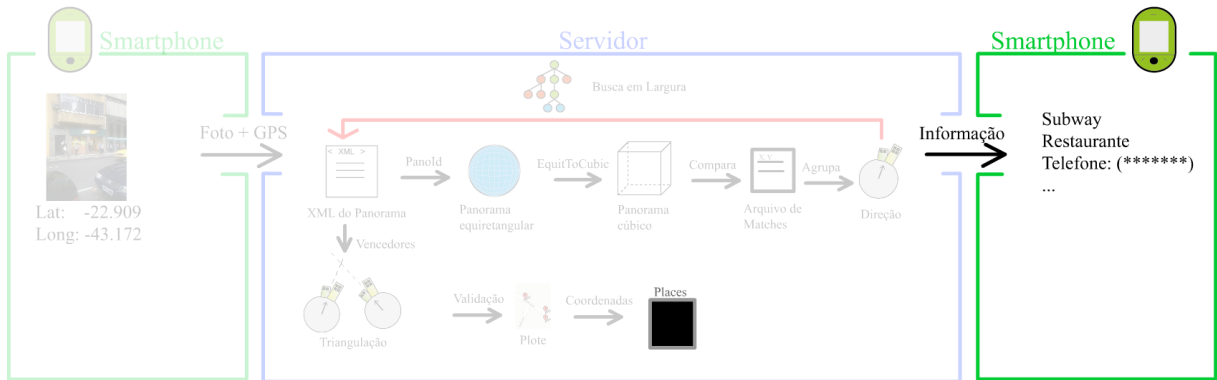 Smartphone
Servidor
Smartphone
Busca em Largura
Foto + GPS
Informação
Subway
Restaurante
Telefone: (*******)
...
< XML >
PanoId
EquitToCubic
Compara
X,Y
Agrupa
XML do Panorama
Panorama
equiretangular
Panorama
cúbico
Arquivo de
Matches
Direção
Lat: -22.909
Long: -43.172
Vencedores
Validação
Coordenadas
Places
Triangulação
Plote